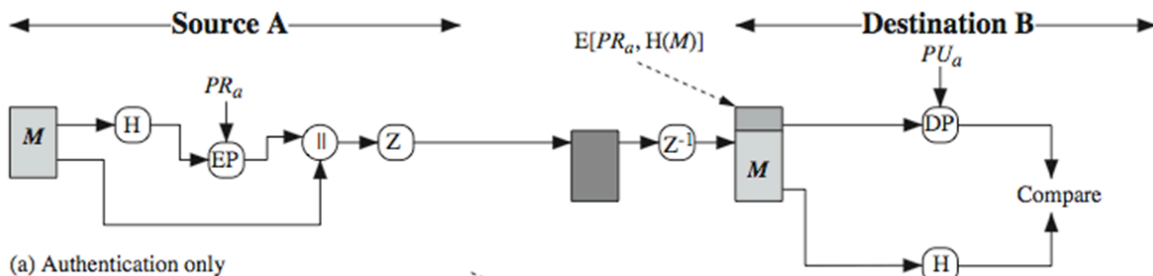 Source A
Destination B
E[PRₐ, H(M)]
PUₐ
PRₐ
M
H
EP
||
Z
Z⁻¹
M
DP
Compare
H
(a) Authentication only